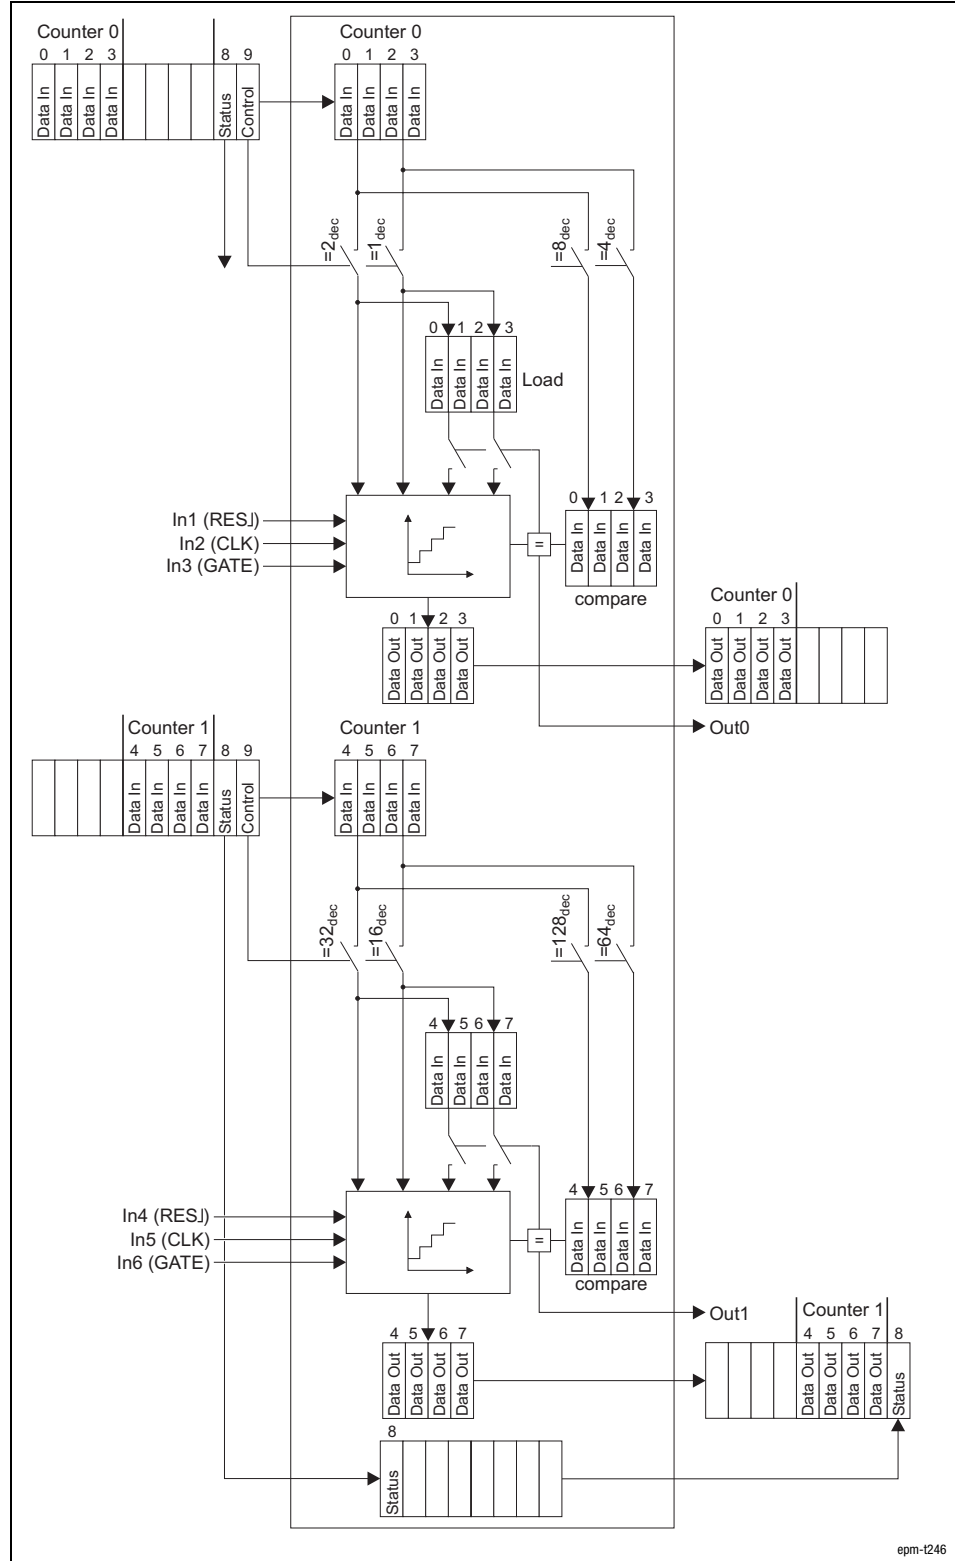 Counter 0
Counter 0
0 1 2 3 8 9
0 1 2 3
Data In Data In Data In Data In Status Control
Data In Data In Data In Data In
=2dec =1dec =8dec =4dec
0 1 2 3
Data In Data In Data In Data In
Load
0 1 2 3
Data In Data In Data In Data In
compare
In1 (RES⅃)
In2 (CLK)
In3 (GATE)
=
0 1 2 3
Data Out Data Out Data Out Data Out
Counter 0
0 1 2 3
Data Out Data Out Data Out Data Out
Out0
Counter 1
Counter 1
4 5 6 7 8 9
4 5 6 7
Data In Data In Data In Data In Status Control
Data In Data In Data In Data In
=32dec =16dec =128dec =64dec
4 5 6 7
Data In Data In Data In Data In
4 5 6 7
Data In Data In Data In Data In
compare
In4 (RES⅃)
In5 (CLK)
In6 (GATE)
=
Out1
Counter 1
4 5 6 7
Data Out Data Out Data Out Data Out
4 5 6 7 8
Data Out Data Out Data Out Data Out Status
8
Status
epm-t246